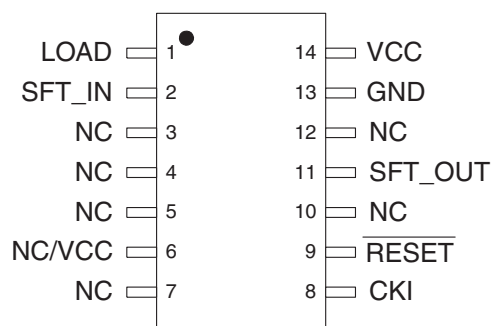 LOAD 1 14 VCC
SFT_IN 2 13 GND
NC 3 12 NC
NC 4 11 SFT_OUT
NC 5 10 NC
NC/VCC 6 9 RESET
NC 7 8 CKI